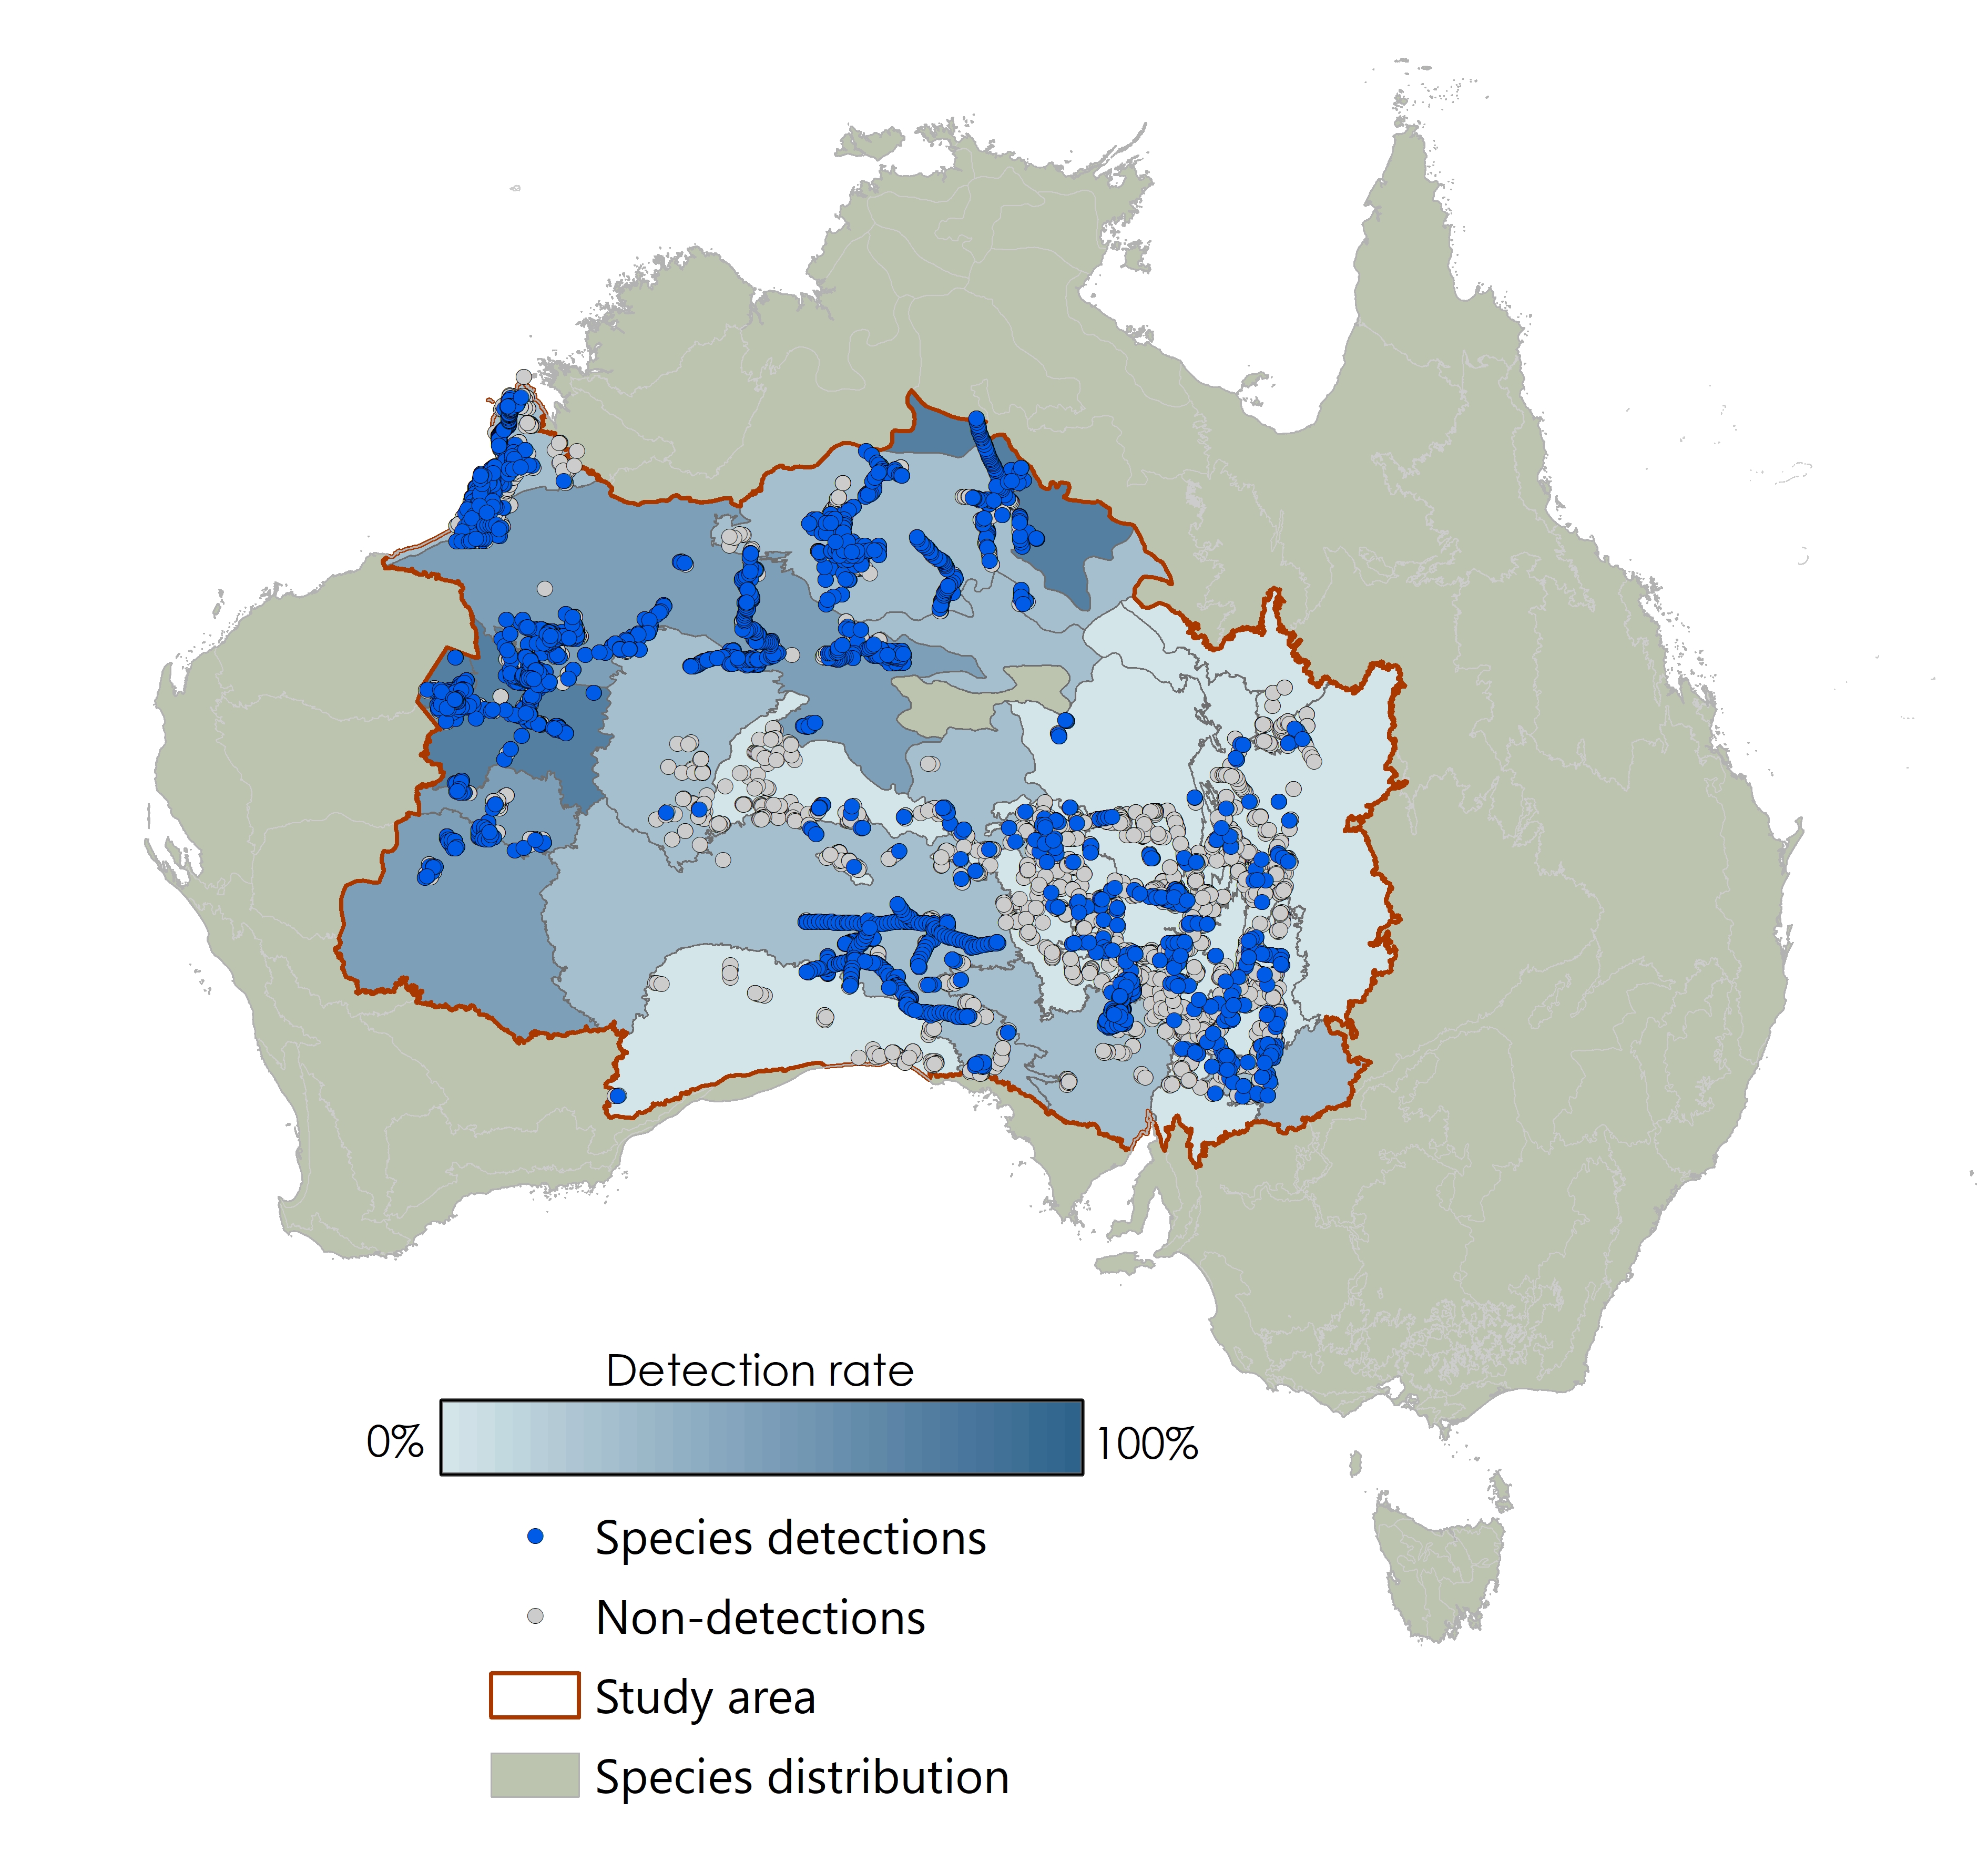 Detection rate
0%
100%
Species detections
Non-detections
Study area
Species distribution